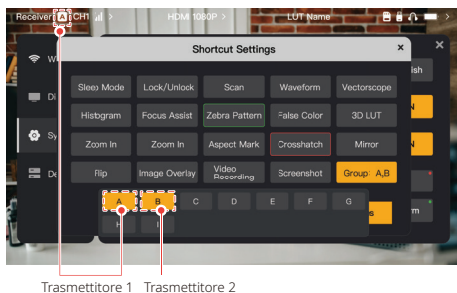 Receiver A CH1 > HDMI 1080P > LUT Name >
Shortcut Settings ×
×
Sleep Mode Lock/Unlock Scan Waveform Vectorscope
Histogram Focus Assist Zebra Pattern False Color 3D LUT
Zoom In Zoom In Aspect Mark Crosshatch Mirror
Flip Image Overlay Video Recording Screenshot Group: A,B
A B C D E F G
H I
Trasmettitore 1 Trasmettitore 2